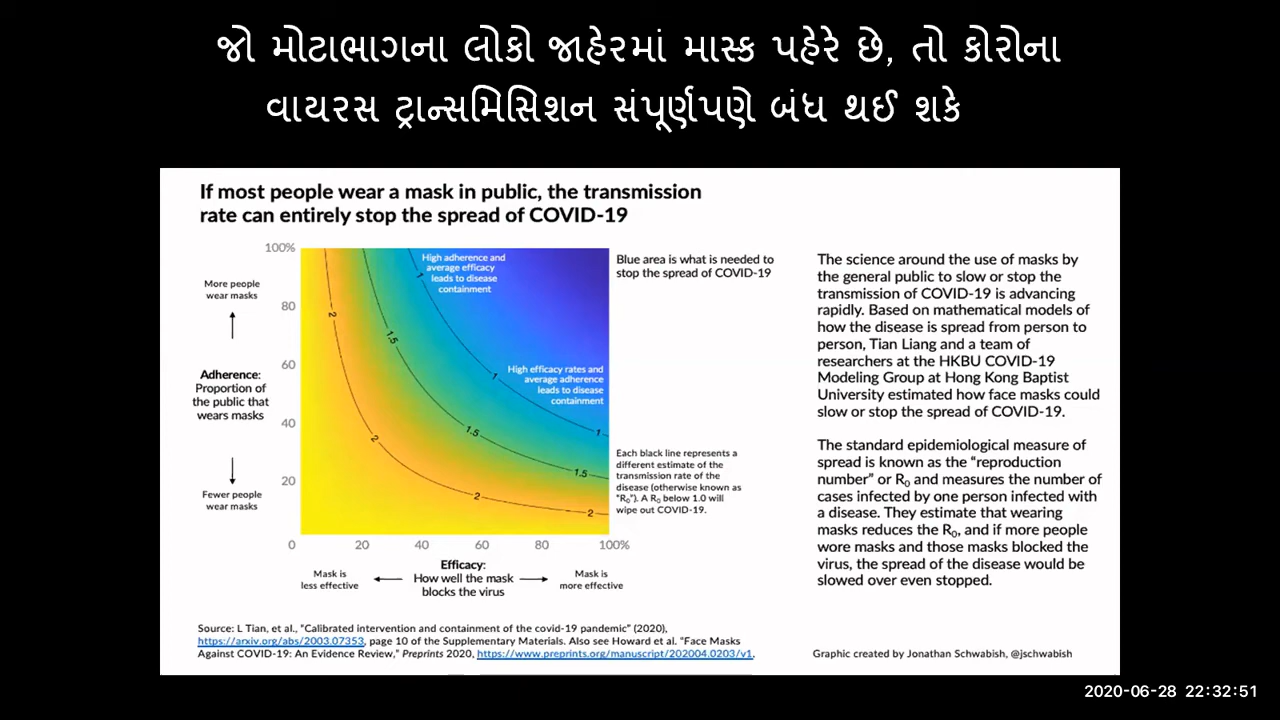 જો મોટાભાગના લોકો જાહેરમાં માસ્ક પહેરે છે, તો કોરોના
વાયરસ ટ્રાન્સમિસિશન સંપૂર્ણપણે બંધ થઈ શકે
If most people wear a mask in public, the transmission
rate can entirely stop the spread of COVID-19
100%
80
60
40
20
0
20
40
60
80
100%
More people
wear masks
Adherence:
Proportion of
the public that
wears masks
Fewer people
wear masks
High adherence and
average efficacy
leads to disease
containment
High efficacy rates and
average adherence
leads to disease
containment
2
1.5
1
1
2
1.5
1
2
1.5
2
Blue area is what is needed to
stop the spread of COVID-19
Each black line represents a
different estimate of the
transmission rate of the
disease (otherwise known as
"R₀"). A R₀ below 1.0 will
wipe out COVID-19.
Mask is
less effective
Efficacy:
How well the mask
blocks the virus
Mask is
more effective
The science around the use of masks by
the general public to slow or stop the
transmission of COVID-19 is advancing
rapidly. Based on mathematical models of
how the disease is spread from person to
person, Tian Liang and a team of
researchers at the HKBU COVID-19
Modeling Group at Hong Kong Baptist
University estimated how face masks could
slow or stop the spread of COVID-19.
The standard epidemiological measure of
spread is known as the "reproduction
number" or R₀ and measures the number of
cases infected by one person infected with
a disease. They estimate that wearing
masks reduces the R₀, and if more people
wore masks and those masks blocked the
virus, the spread of the disease would be
slowed over even stopped.
Source: L Tian, et al., "Calibrated intervention and containment of the covid-19 pandemic" (2020),
https://arxiv.org/abs/2003.07353, page 10 of the Supplementary Materials. Also see Howard et al. "Face Masks
Against COVID-19: An Evidence Review," Preprints 2020, https://www.preprints.org/manuscript/202004.0203/v1.
Graphic created by Jonathan Schwabish, @jschwabish
2020-06-28 22:32:51